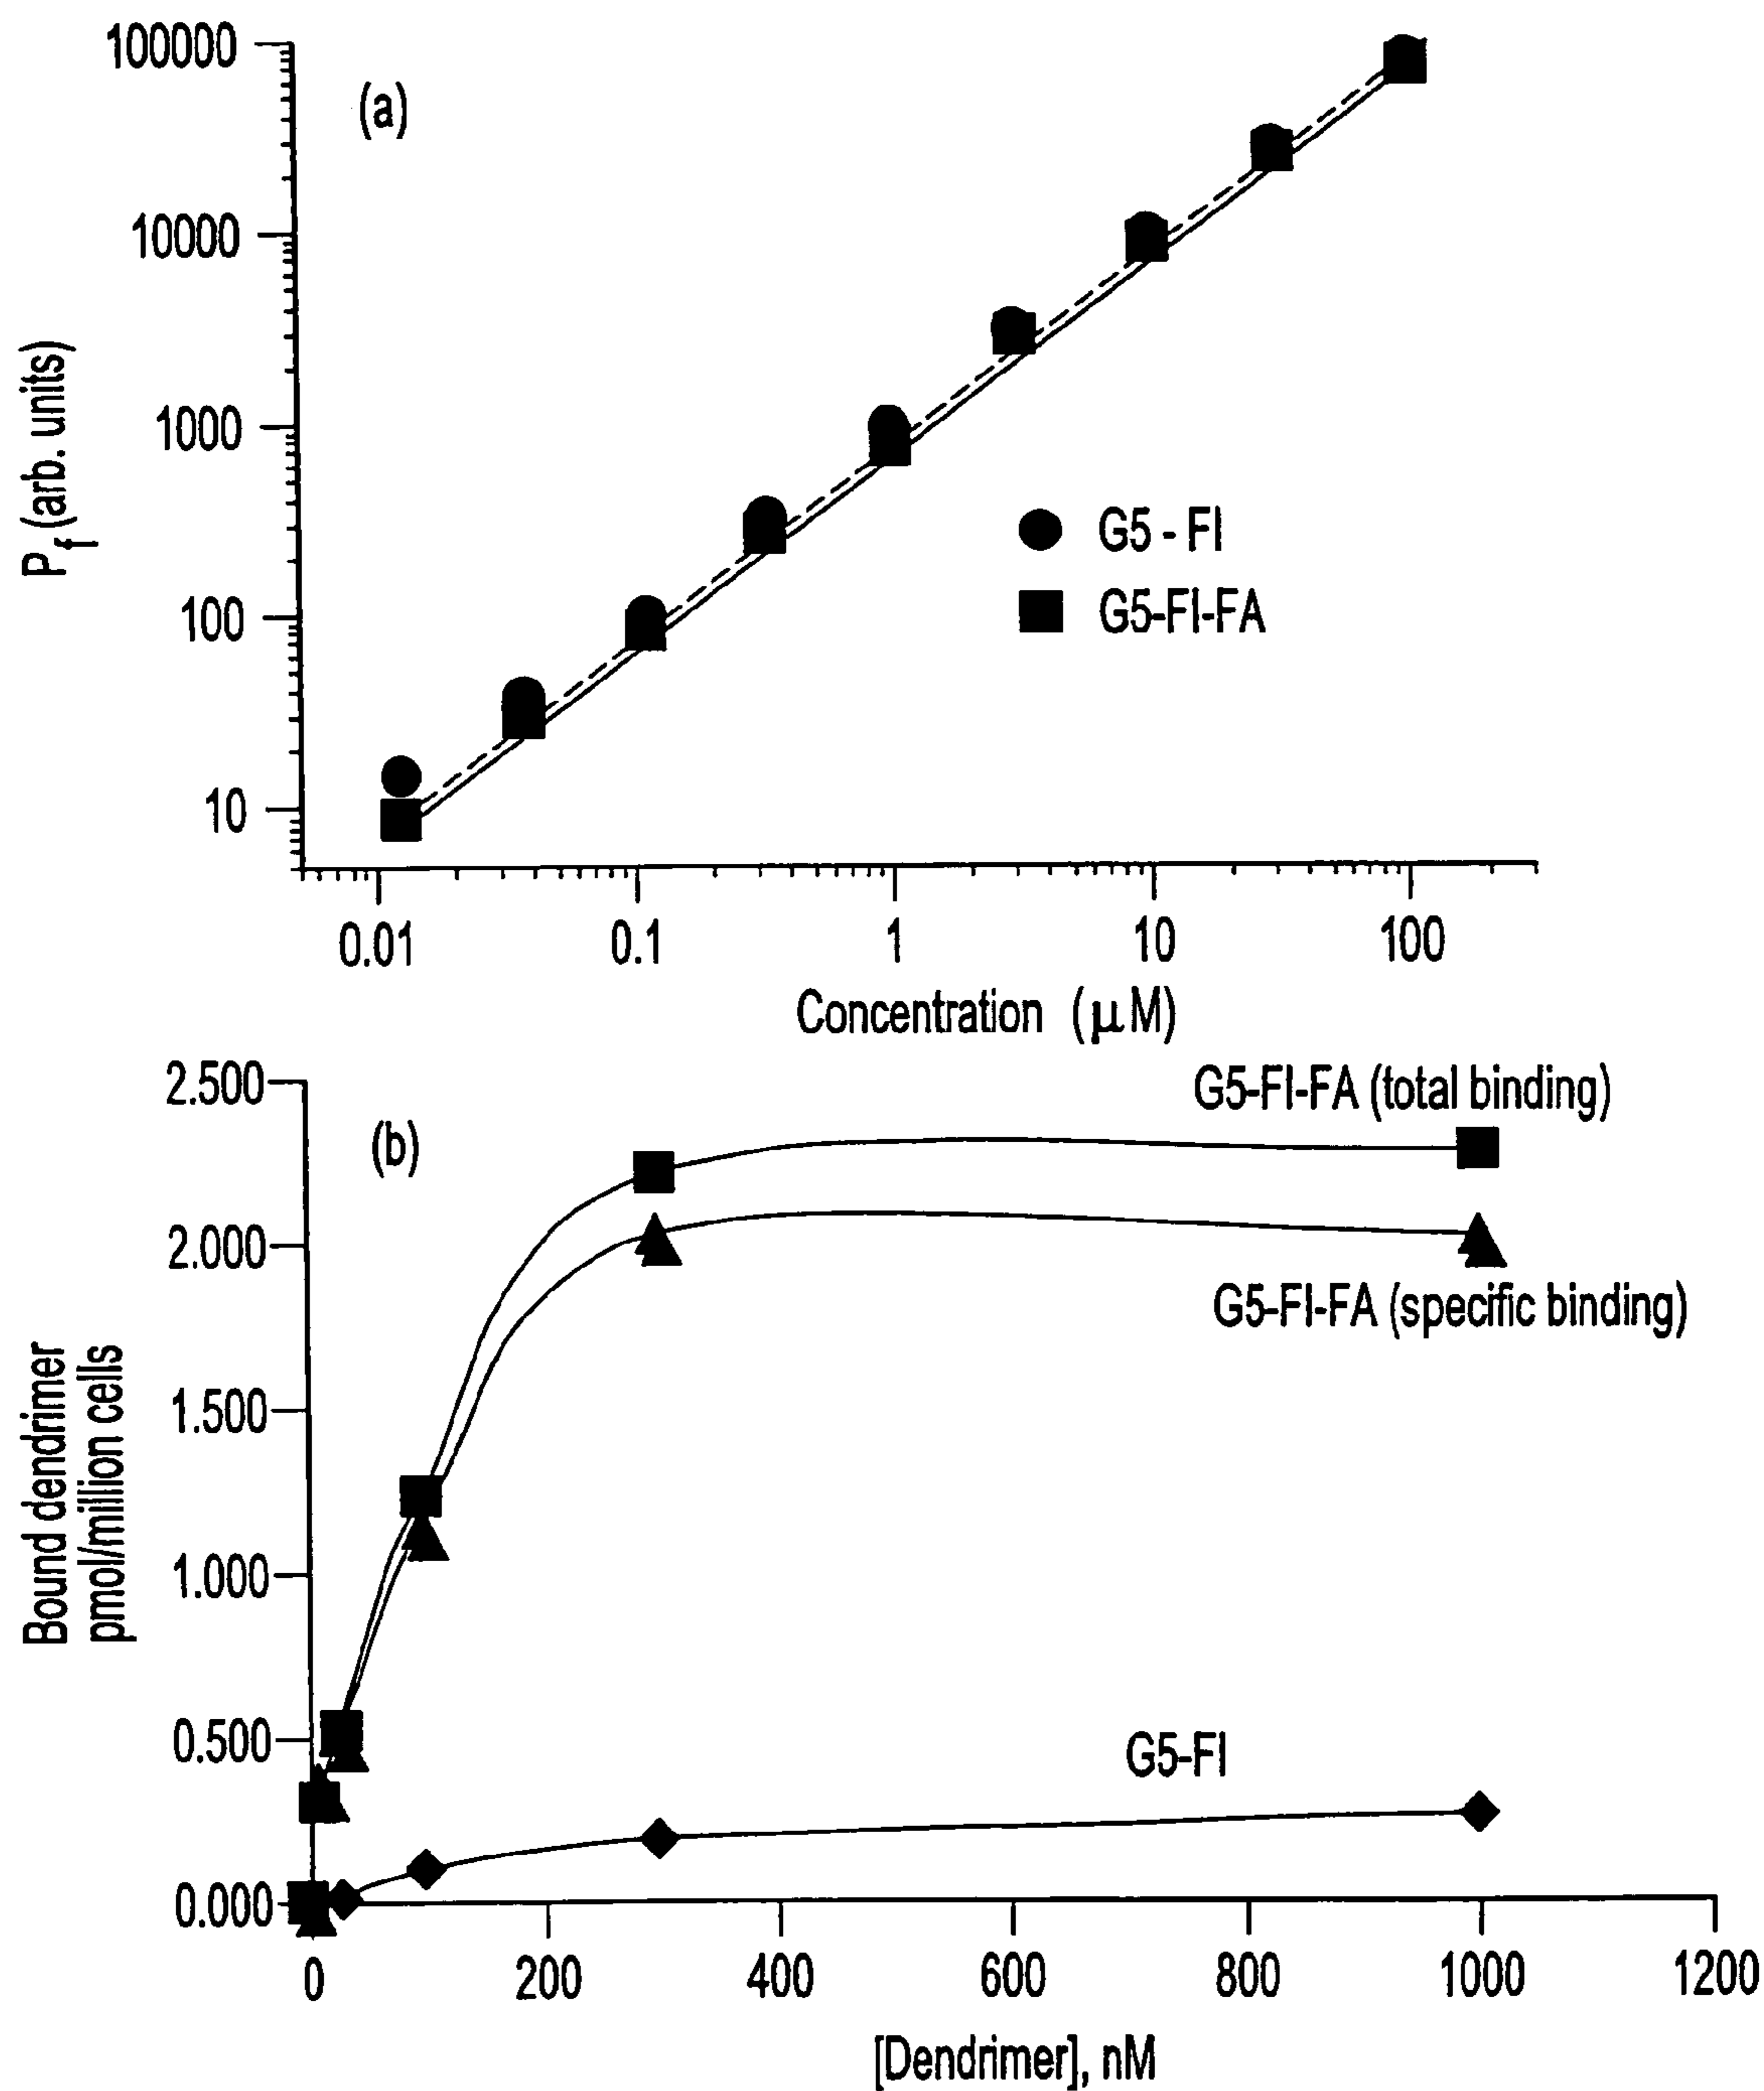 100000
(a)
10000
1000
100
10
P f (arb. units)
G5 - FI
G5-FI-FA
0.01 0.1 1 10 100
Concentration (μM)
2.500
(b)
G5-FI-FA (total binding)
2.000
G5-FI-FA (specific binding)
1.500
1.000
0.500
0.000
Bound dendrimer
pmol/million cells
G5-FI
0 200 400 600 800 1000 1200
[Dendrimer], nM